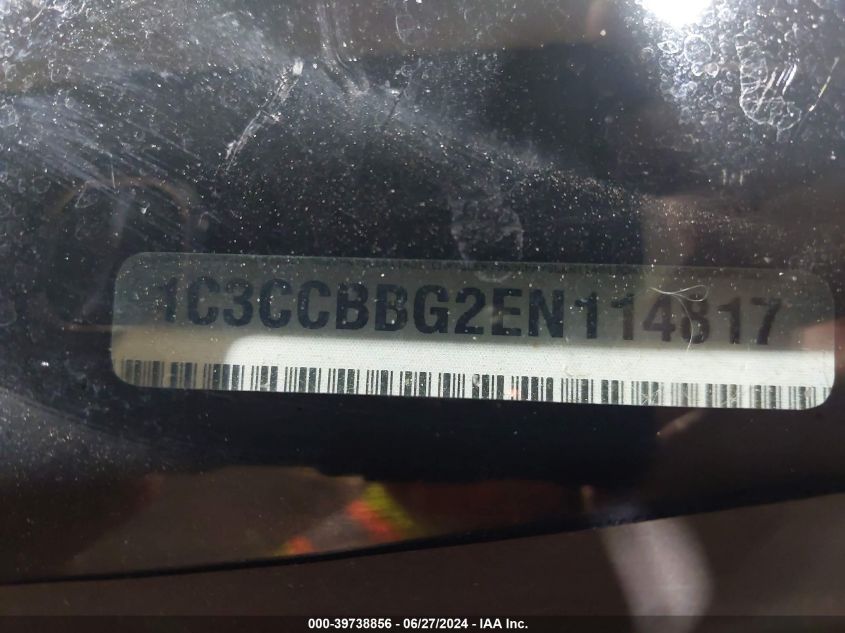 1C3CCBBG2EN114817
000-39738856 - 06/27/2024 - IAA Inc.